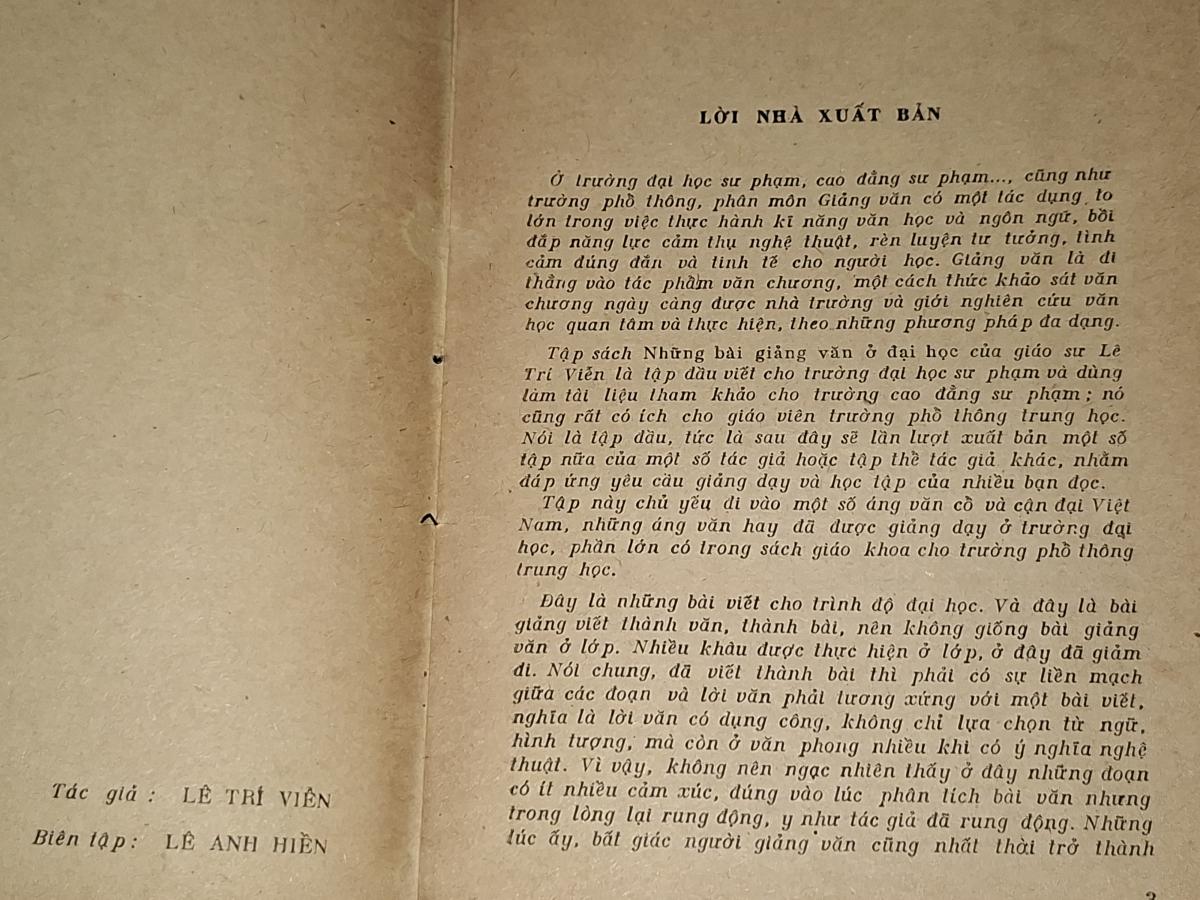 Tác giả : LÊ TRÍ VIỄN
Biên tập : LÊ ANH HIỀN
LỜI NHÀ XUẤT BẢN
Ở trường đại học sư phạm, cao đẳng sư phạm..., cũng như
trường phổ thông, phân môn Giảng văn có một tác dụng to
lớn trong việc thực hành kĩ năng văn học và ngôn ngữ, bồi
đắp năng lực cảm thụ nghệ thuật, rèn luyện tư tưởng, tình
cảm đúng đắn và tinh tế cho người học. Giảng văn là đi
thẳng vào tác phẩm văn chương, một cách thức khảo sát văn
chương ngày càng được nhà trường và giới nghiên cứu văn
học quan tâm và thực hiện, theo những phương pháp đa dạng.
Tập sách Những bài giảng văn ở đại học của giáo sư Lê
Trí Viễn là tập đầu viết cho trường đại học sư phạm và dùng
làm tài liệu tham khảo cho trường cao đẳng sư phạm ; nó
cũng rất có ích cho giáo viên trường phổ thông trung học.
Nói là tập đầu, tức là sau đây sẽ lần lượt xuất bản một số
tập nữa của một số tác giả hoặc tập thể tác giả khác, nhằm
đáp ứng yêu cầu giảng dạy và học tập của nhiều bạn đọc.
Tập này chủ yếu đi vào một số áng văn cổ và cận đại Việt
Nam, những áng văn hay đã được giảng dạy ở trường đại
học, phần lớn có trong sách giáo khoa cho trường phổ thông
trung học.
Đây là những bài viết cho trình độ đại học. Và đây là bài
giảng viết thành văn, thành bài, nên không giống bài giảng
văn ở lớp. Nhiều khâu được thực hiện ở lớp, ở đây đã giảm
đi. Nói chung, đã viết thành bài thì phải có sự liền mạch
giữa các đoạn và lời văn phải tương xứng với một bài viết,
nghĩa là lời văn có dụng công, không chỉ lựa chọn từ ngữ,
hình tượng, mà còn ở văn phong nhiều khi có ý nghĩa nghệ
thuật. Vì vậy, không nên ngạc nhiên thấy ở đây những đoạn
có ít nhiều cảm xúc, đúng vào lúc phân tích bài văn nhưng
trong lòng lại rung động, y như tác giả đã rung động. Những
lúc ấy, bất giác người giảng văn cũng nhất thời trở thành